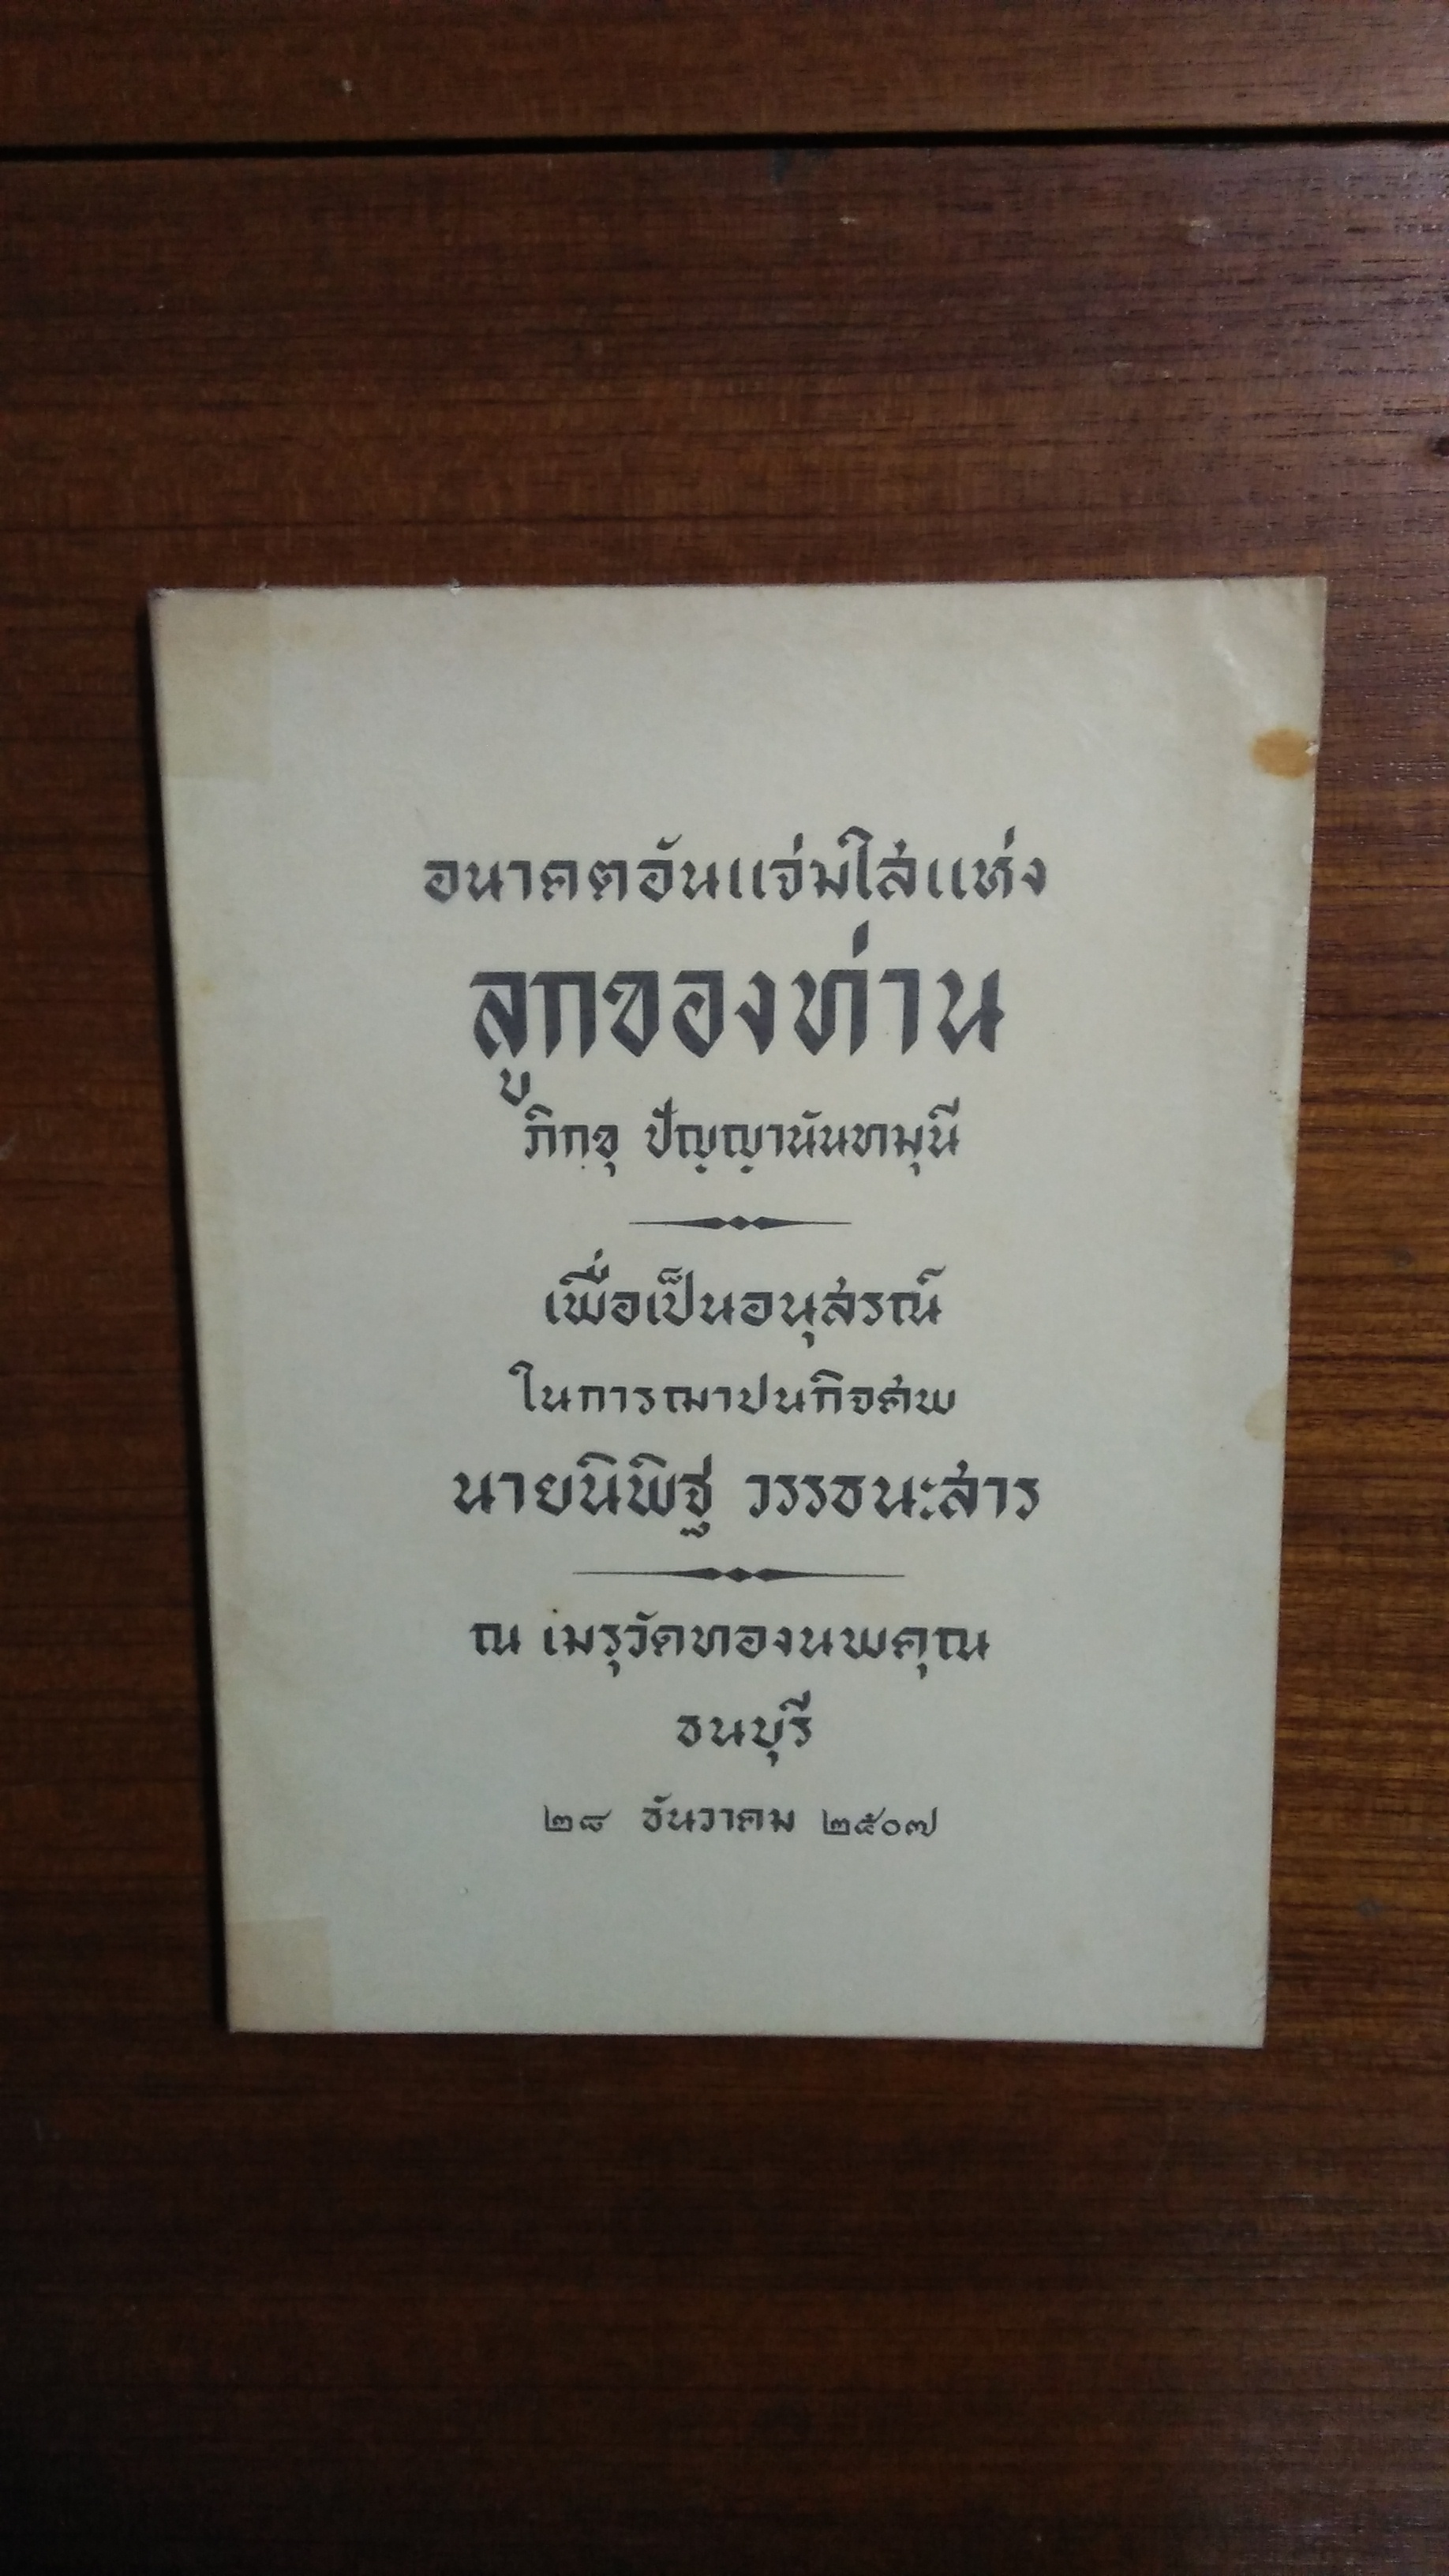 อนาคตอันแจ่มใสแห่ง
ลูกของท่าน
ภิกขุ ปัญญานันทมุนี
เพื่อเป็นอนุสรณ์
ในการฌาปนกิจศพ
นายนิพิฐ วรรธนะสาร
ณ เมรุวัดทองนพคุณ
ธนบุรี
๒๘ ธันวาคม ๒๕๐๗